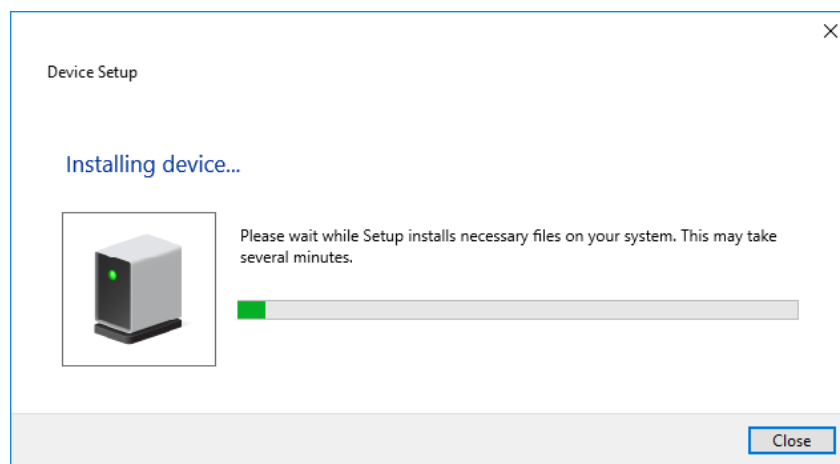 Device Setup
Installing device...
Please wait while Setup installs necessary files on your system. This may take
several minutes.
Close